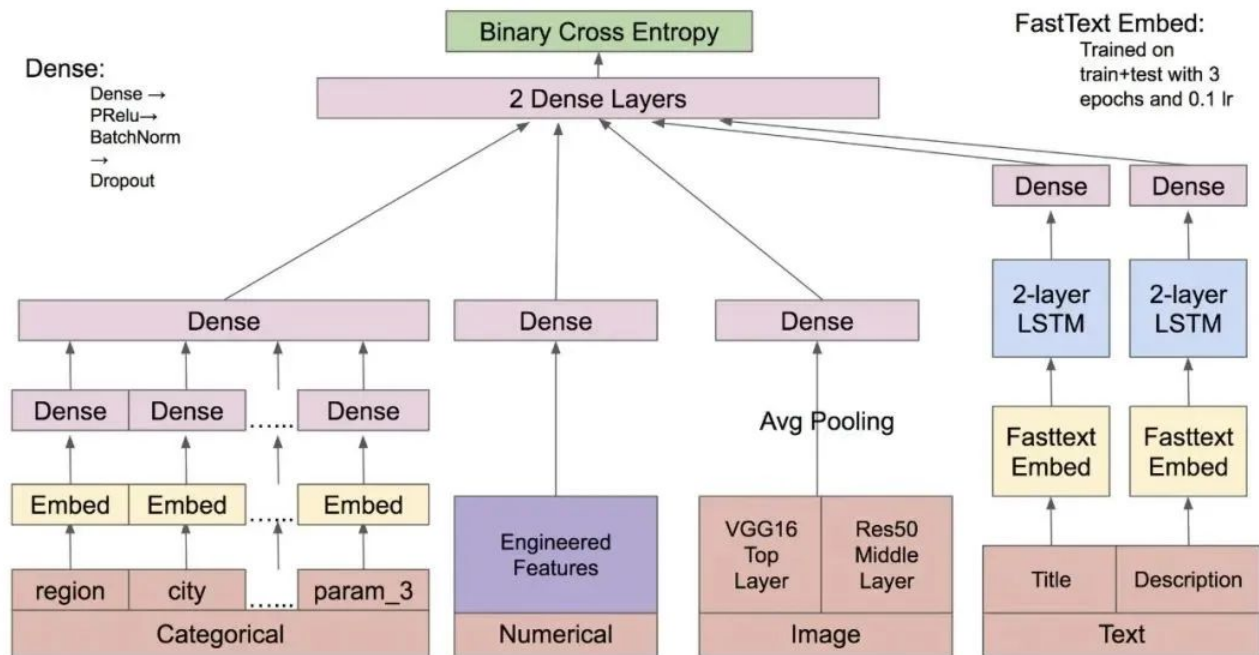 Binary Cross Entropy
FastText Embed:
Trained on
train+test with 3
epochs and 0.1 lr
Dense:
Dense →
PRelu→
BatchNorm
→
Dropout
2 Dense Layers
Dense
Dense
2-layer
LSTM
2-layer
LSTM
Dense
Dense
Dense
Dense
Dense
......
Dense
Avg Pooling
Fasttext
Embed
Fasttext
Embed
Embed
Embed
......
Embed
Engineered
Features
VGG16
Top
Layer
Res50
Middle
Layer
Title
Description
region
city
......
param_3
Categorical
Numerical
Image
Text